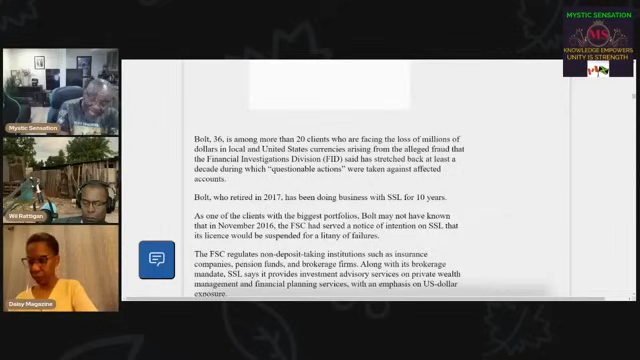 MYSTIC SENSATION
MS
KNOWLEDGE EMPOWERS
UNITY IS STRENGTH
Mystic Sensation
Wil Rattigan
Daisy Magazine
Bolt, 36, is among more than 20 clients who are facing the loss of millions of
dollars in local and United States currencies arising from the alleged fraud that
the Financial Investigations Division (FID) said has stretched back at least a
decade during which "questionable actions" were taken against affected
accounts.
Bolt, who retired in 2017, has been doing business with SSL for 10 years.
As one of the clients with the biggest portfolios, Bolt may not have known
that in November 2016, the FSC had served a notice of intention on SSL that
its licence would be suspended for a litany of failures.
The FSC regulates non-deposit-taking institutions such as insurance
companies, pension funds, and brokerage firms. Along with its brokerage
mandate, SSL says it provides investment advisory services on private wealth
management and financial planning services, with an emphasis on US-dollar
exposure.